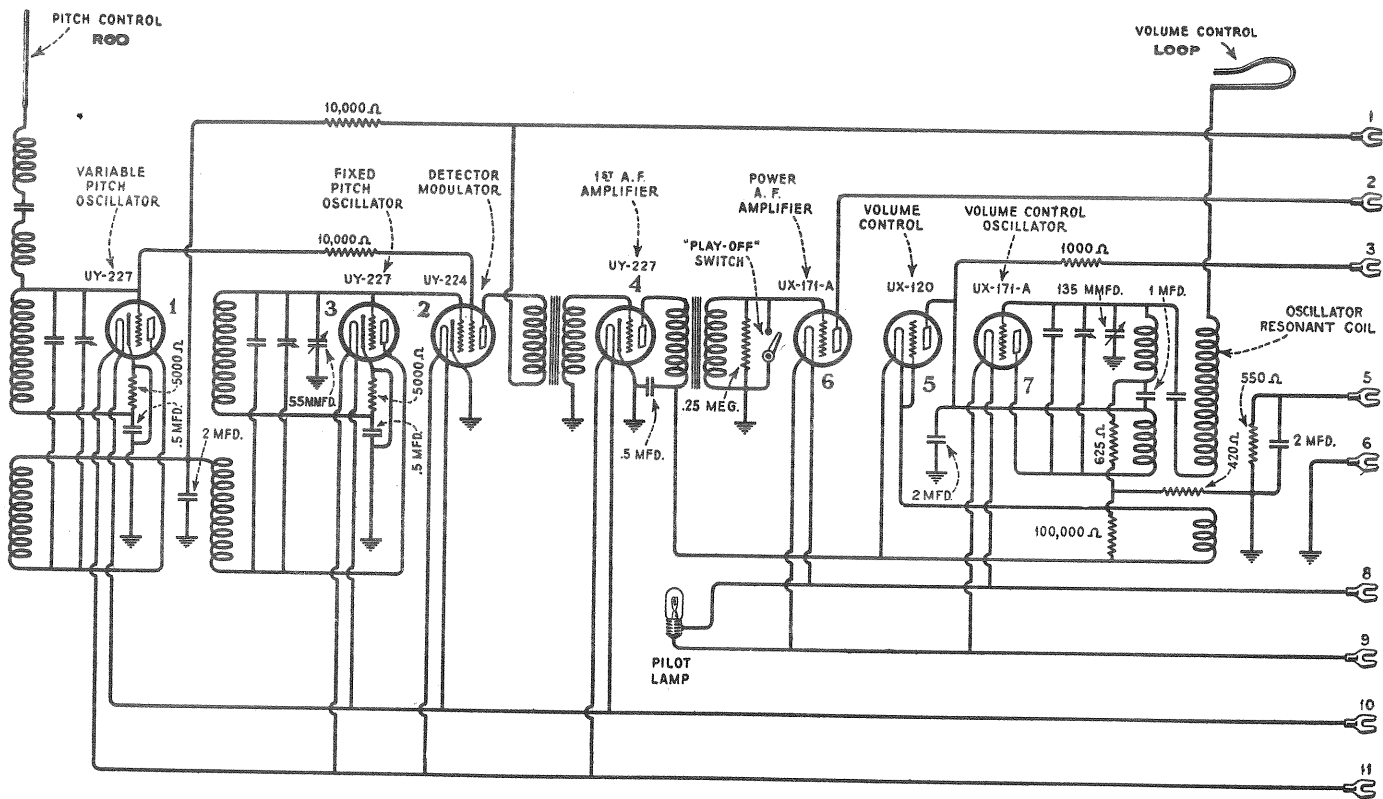 PITCH CONTROL
ROD
VOLUME CONTROL
LOOP
10,000 Ω
1
VARIABLE
PITCH
OSCILLATOR
FIXED
PITCH
OSCILLATOR
DETECTOR
MODULATOR
1ST A.F.
AMPLIFIER
POWER
A.F.
AMPLIFIER
2
VOLUME
CONTROL
VOLUME CONTROL
OSCILLATOR
10,000 Ω
"PLAY-OFF"
SWITCH
1000 Ω
3
UY-227
UY-227
UY-224
UY-227
UX-171-A
UX-120
UX-171-A
135 MMFD.
1 MFD.
1
3
2
4
OSCILLATOR
RESONANT COIL
6
5
7
5000 Ω
.5 MFD.
2 MFD.
55MMFD.
5000 Ω
.5 MFD.
.25 MEG.
.5 MFD.
550 Ω
5
625 Ω
420 Ω
2 MFD.
6
2 MFD.
100,000 Ω
8
PILOT
LAMP
9
10
11